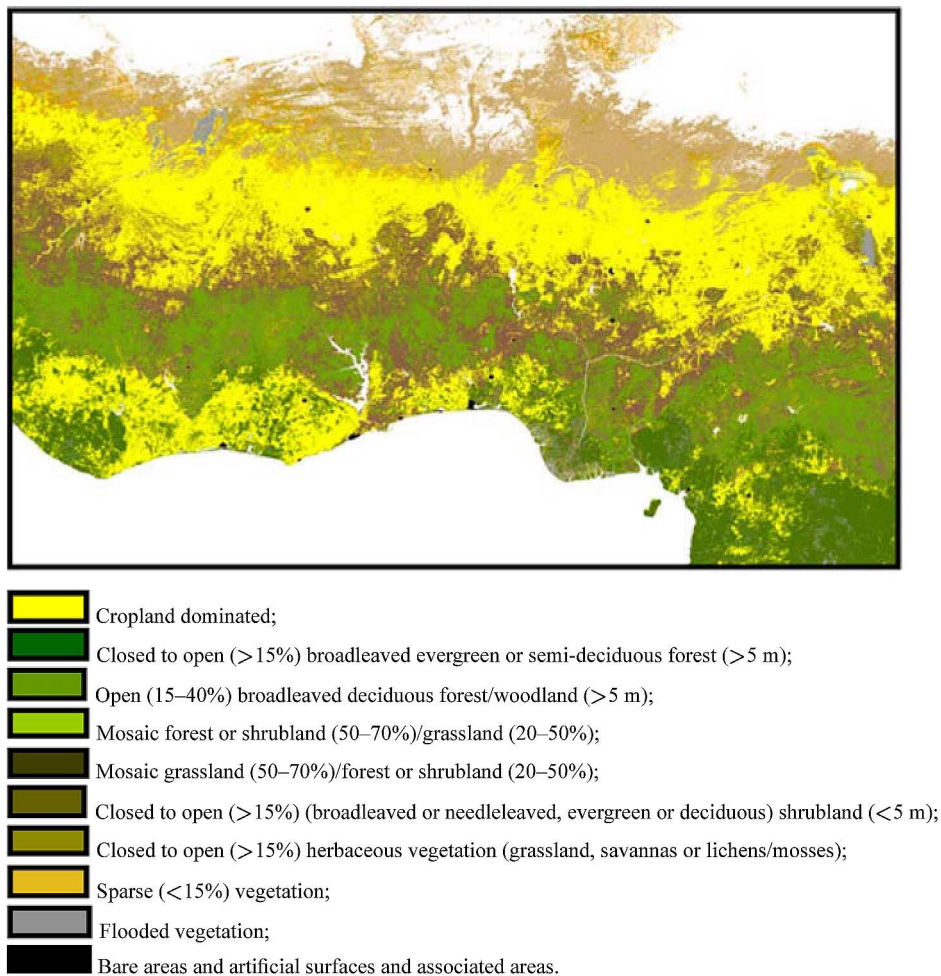 Cropland dominated;
Closed to open (>15%) broadleaved evergreen or semi-deciduous forest (>5 m);
Open (15–40%) broadleaved deciduous forest/woodland (>5 m);
Mosaic forest or shrubland (50–70%)/grassland (20–50%);
Mosaic grassland (50–70%)/forest or shrubland (20–50%);
Closed to open (>15%) (broadleaved or needleleaved, evergreen or deciduous) shrubland (<5 m);
Closed to open (>15%) herbaceous vegetation (grassland, savannas or lichens/mosses);
Sparse (<15%) vegetation;
Flooded vegetation;
Bare areas and artificial surfaces and associated areas.